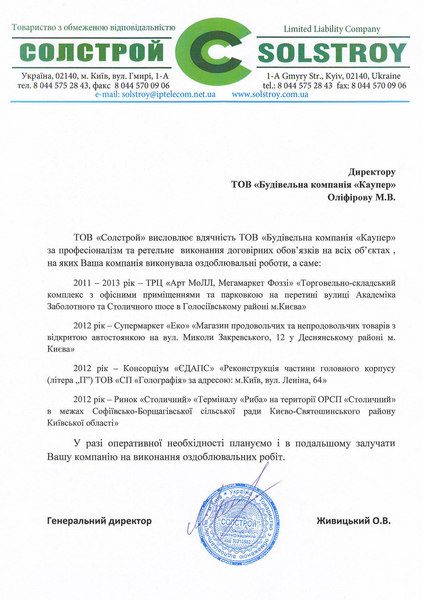 Товариство з обмеженою відповідальністю
Limited Liability Company
СОЛСТРОЙ
SOLSTROY
Україна, 02140, м. Київ, вул. Гмирі, 1-А
тел. 8 044 575 28 43, факс 8 044 570 09 06
1-A Gmyry Str., Kyiv, 02140, Ukraine
tel.: 8 044 575 28 43 fax: 8 044 570 09 06
e-mail: solstroy@iptelecom.net.ua
www.solstroy.com.ua
Директору
ТОВ «Будівельна компанія «Каупер»
Оліфірову М.В.
ТОВ «Солстрой» висловлює вдячність ТОВ «Будівельна компанія «Каупер»
за професіоналізм та ретельне виконання договірних обов’язків на всіх об’єктах ,
на яких Ваша компанія виконувала оздоблювальні роботи, а саме:
2011 – 2013 рік – ТРЦ «Арт МоЛЛ, Мегамаркет Фоззі» «Торговельно-складський
комплекс з офісними приміщеннями та парковкою на перетині вулиці Академіка
Заболотного та Столичного шосе в Голосіївському районі м.Києва»
2012 рік – Супермаркет «Еко» «Магазин продовольчих та непродовольчих товарів з
відкритою автостоянкою на вул. Миколи Закревського, 12 у Деснянському районі м.
Києва»
2012 рік – Консорціум «ЄДАПС» «Реконструкція частини головного корпусу
(літера „П”) ТОВ «СП «Голографія» за адресою: м.Київ, вул. Леніна, 64»
2012 рік – Ринок «Столичний» «Терміналу «Риба» на території ОРСП «Столичний»
в межах Софіївсько-Борщагівської сільської ради Києво-Святошинського району
Київської області»
У разі оперативної необхідності плануємо і в подальшому залучати
Вашу компанію на виконання оздоблювальних робіт.
Генеральний директор
Живицький О.В.
СОЛСТРОЙ